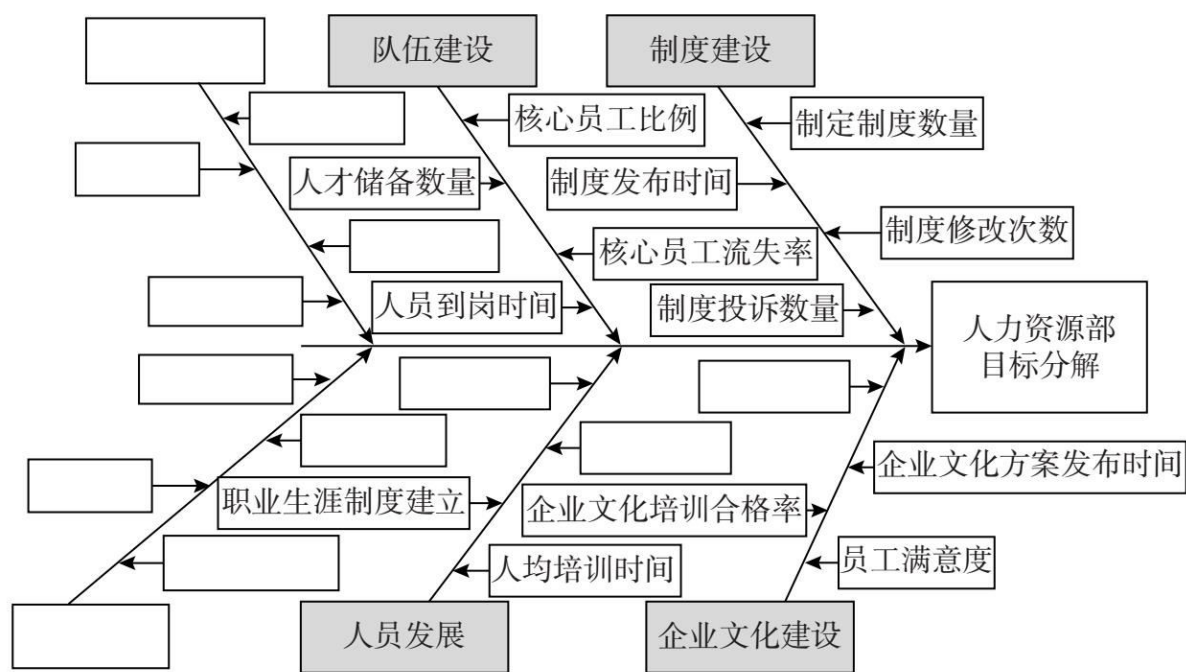 队伍建设
制度建设
核心员工比例
制定制度数量
人才储备数量
制度发布时间
制度修改次数
核心员工流失率
人员到岗时间
制度投诉数量
人力资源部
目标分解
企业文化方案发布时间
职业生涯制度建立
企业文化培训合格率
人均培训时间
员工满意度
人员发展
企业文化建设